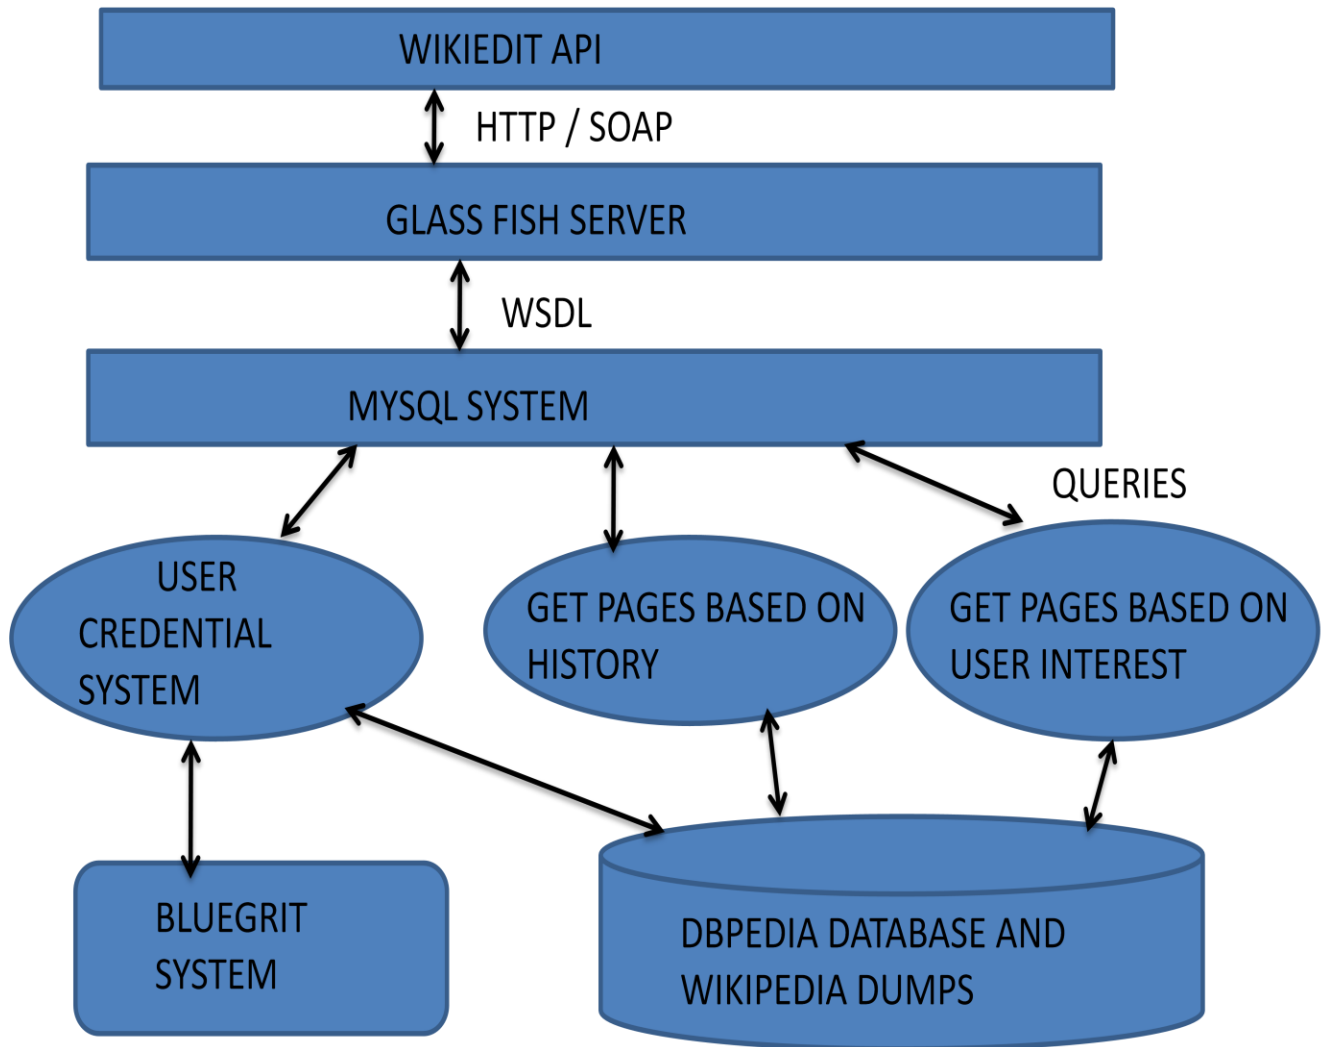 WIKIEDIT API
HTTP / SOAP
GLASS FISH SERVER
WSDL
MYSQL SYSTEM
QUERIES
USER
CREDENTIAL
SYSTEM
GET PAGES BASED ON
HISTORY
GET PAGES BASED ON
USER INTEREST
BLUEGRIT
SYSTEM
DBPEDIA DATABASE AND
WIKIPEDIA DUMPS